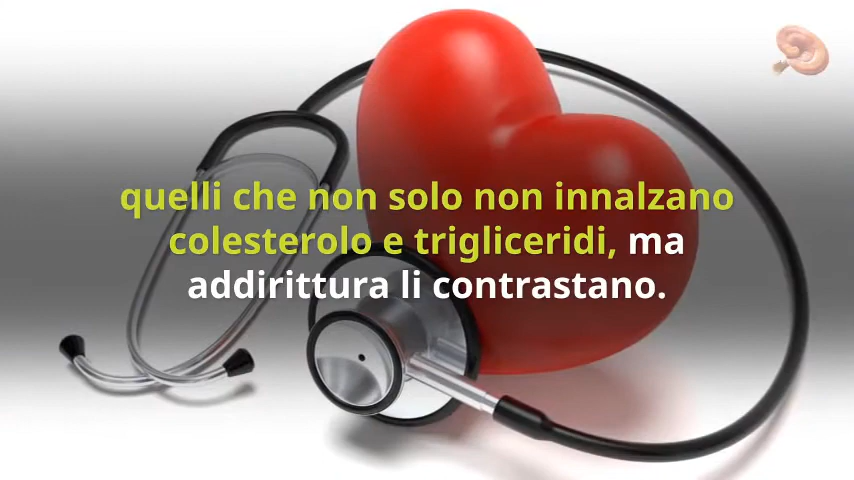 quelli che non solo non innalzano
colesterolo e trigliceridi, ma
addirittura li contrastano.